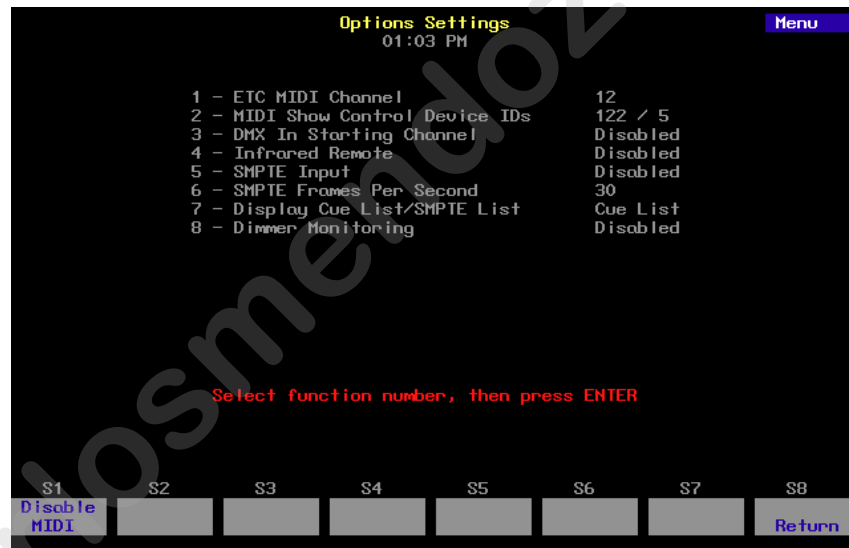 Options Settings
Menu
01:03 PM
1 - ETC MIDI Channel 12
2 - MIDI Show Control Device IDs 122 / 5
3 - DMX In Starting Channel Disabled
4 - Infrared Remote Disabled
5 - SMPTE Input Disabled
6 - SMPTE Frames Per Second 30
7 - Display Cue List/SMPTE List Cue List
8 - Dimmer Monitoring Disabled
Select function number, then press ENTER
S1 S2 S3 S4 S5 S6 S7 S8
Disable
MIDI Return
losmendoz